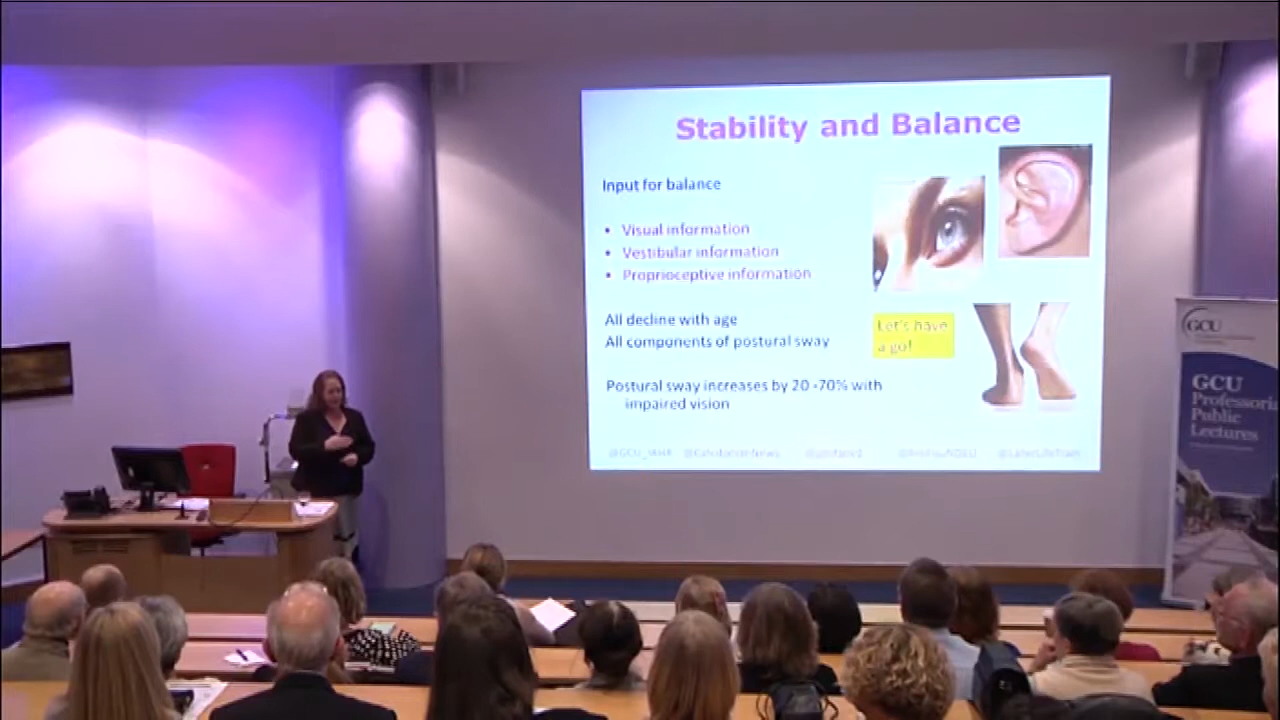 Stability and Balance
Input for balance
• Visual information
• Vestibular information
• Proprioceptive information
All decline with age
All components of postural sway
Let's have
a go!
Postural sway increases by 20 -70% with
impaired vision
@GCU_
GCU
GCU
Professorial
Public
Lectures